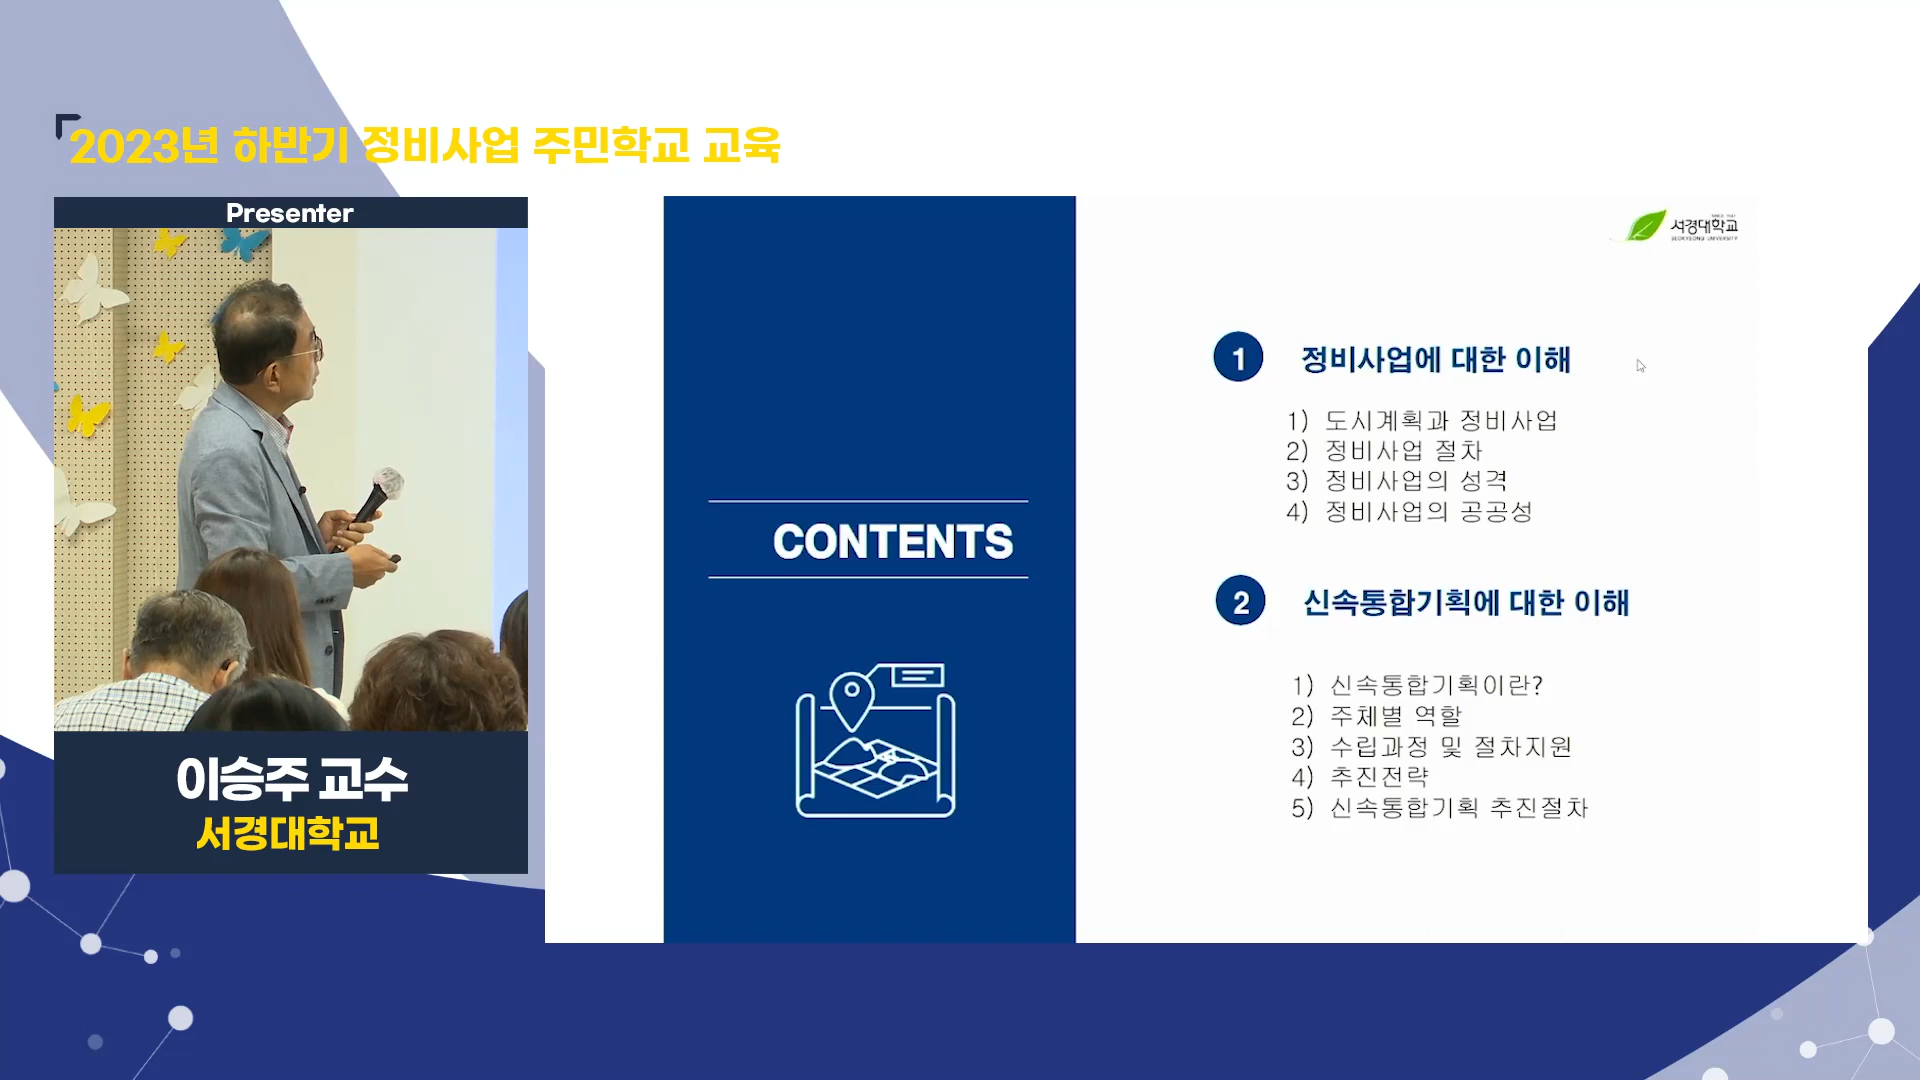 2023년 하반기 정비사업 주민학교 교육
Presenter
이승주 교수
서경대학교
CONTENTS
서경대학교
SEOKYEONG UNIVERSITY
1 정비사업에 대한 이해
1) 도시계획과 정비사업
2) 정비사업 절차
3) 정비사업의 성격
4) 정비사업의 공공성
2 신속통합기획에 대한 이해
1) 신속통합기획이란?
2) 주체별 역할
3) 수립과정 및 절차지원
4) 추진전략
5) 신속통합기획 추진절차